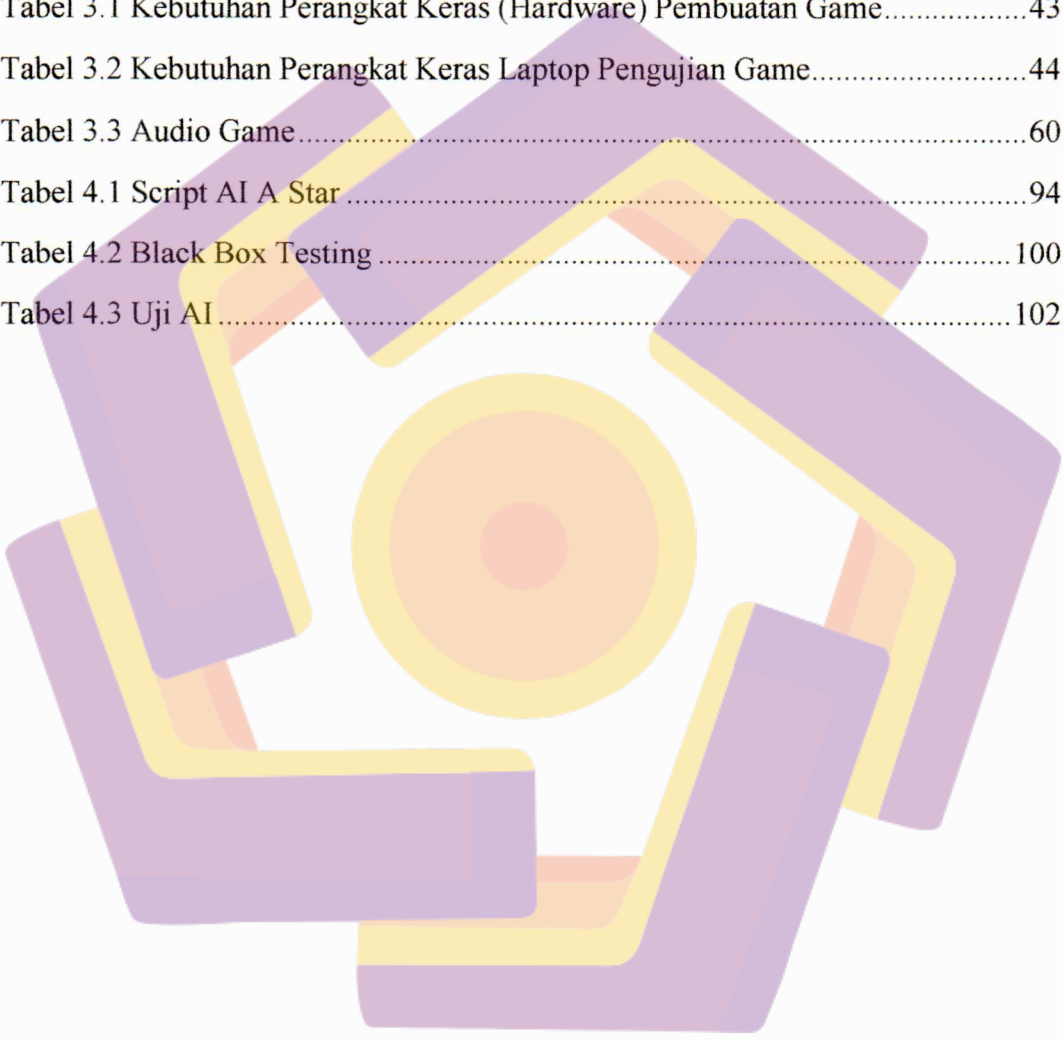 Tabel 3.1 Kebutuhan Perangkat Keras (Hardware) Pembuatan Game..................43
Tabel 3.2 Kebutuhan Perangkat Keras Laptop Pengujian Game...........................44
Tabel 3.3 Audio Game............................................................................................60
Tabel 4.1 Script AI A Star......................................................................................94
Tabel 4.2 Black Box Testing................................................................................100
Tabel 4.3 Uji AI....................................................................................................102